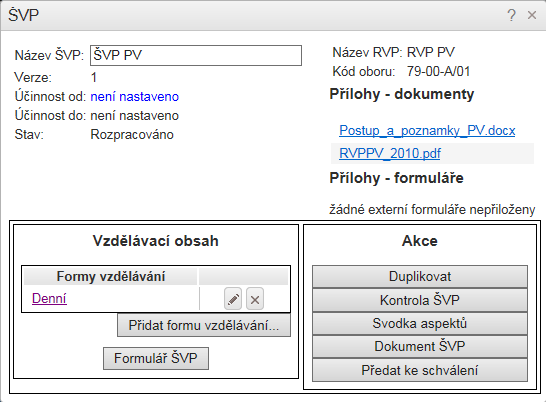 ŠVP
Název ŠVP: ŠVP PV
Verze: 1
Účinnost od: není nastaveno
Účinnost do: není nastaveno
Stav: Rozpracováno
Název RVP: RVP PV
Kód oboru: 79-00-A/01
Přílohy - dokumenty
Postup_a_poznamky_PV.docx
RVPPV_2010.pdf
Přílohy - formuláře
žádné externí formuláře nepřiloženy
Vzdělávací obsah
Formy vzdělávání
Denní
Přidat formu vzdělávání...
Formulář ŠVP
Akce
Duplikovat
Kontrola ŠVP
Svodka aspektů
Dokument ŠVP
Předat ke schválení